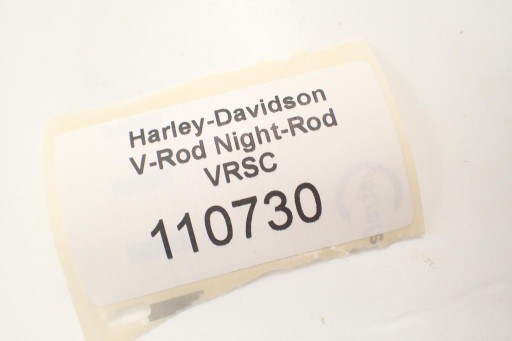 Harley-Davidson
V-Rod Night-Rod
VRSC
110730